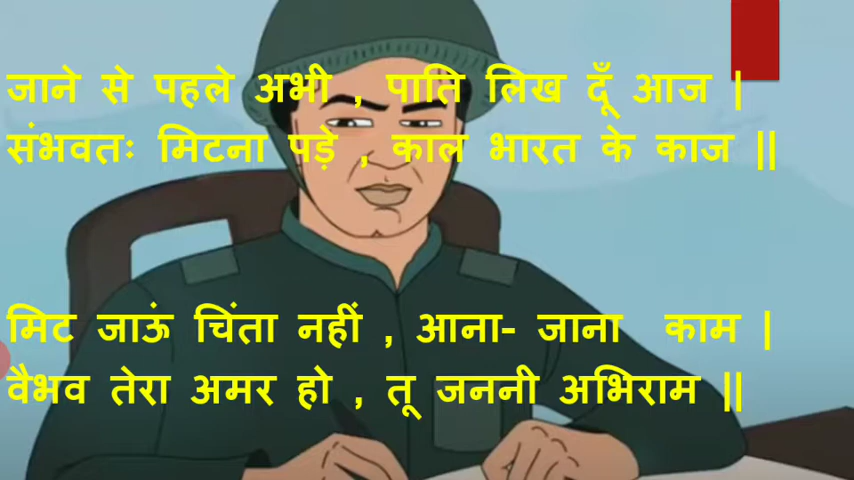 जाने से पहले अभी , पाति लिख दूँ आज |
संभवतः मिटना पड़े , काल भारत के काज ||
मिट जाऊं चिंता नहीं , आना- जाना काम |
वैभव तेरा अमर हो , तू जननी अभिराम ||